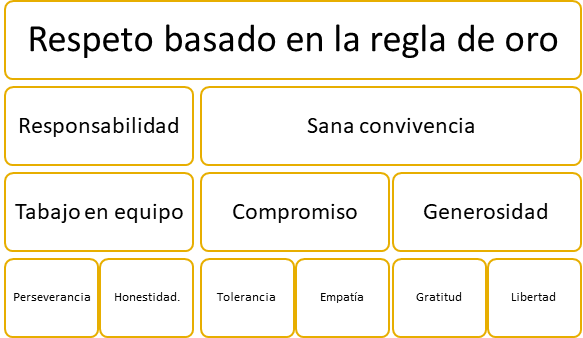 Respeto basado en la regla de oro
Responsabilidad
Sana convivencia
Tabajo en equipo
Compromiso
Generosidad
Perseverancia
Honestidad.
Tolerancia
Empatía
Gratitud
Libertad